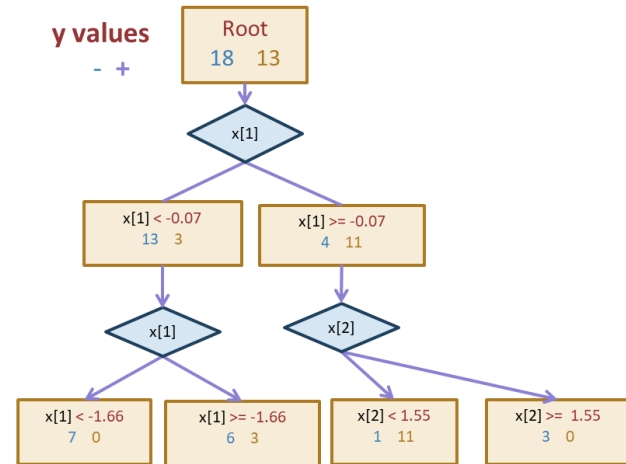 y values
- +
Root
18 13
x[1]
x[1] < -0.07
13 3
x[1] >= -0.07
4 11
x[1]
x[2]
x[1] < -1.66
7 0
x[1] >= -1.66
6 3
x[2] < 1.55
1 11
x[2] >= 1.55
3 0